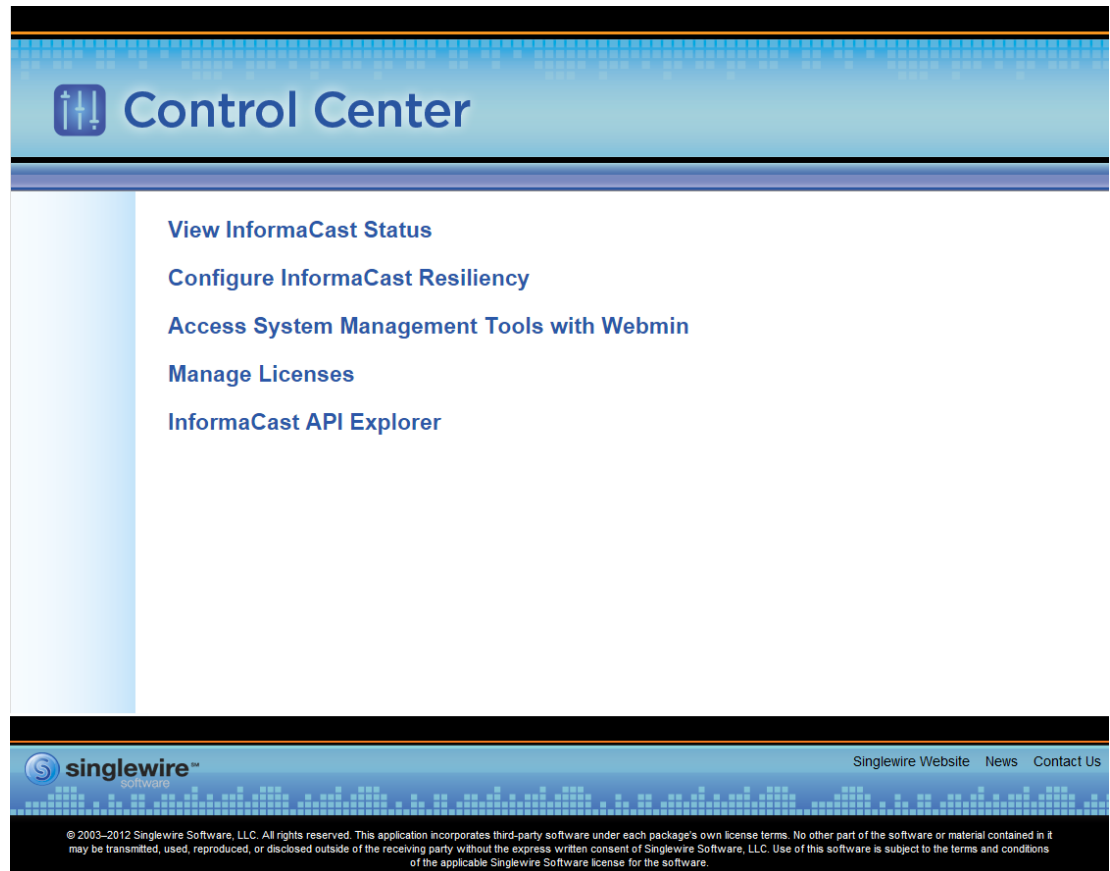 Control Center
View InformaCast Status
Configure InformaCast Resiliency
Access System Management Tools with Webmin
Manage Licenses
InformaCast API Explorer
singlewire℠
software
Singlewire Website News Contact Us
© 2003–2012 Singlewire Software, LLC. All rights reserved. This application incorporates third-party software under each package's own license terms. No other part of the software or material contained in it
may be transmitted, used, reproduced, or disclosed outside of the receiving party without the express written consent of Singlewire Software, LLC. Use of this software is subject to the terms and conditions
of the applicable Singlewire Software license for the software.